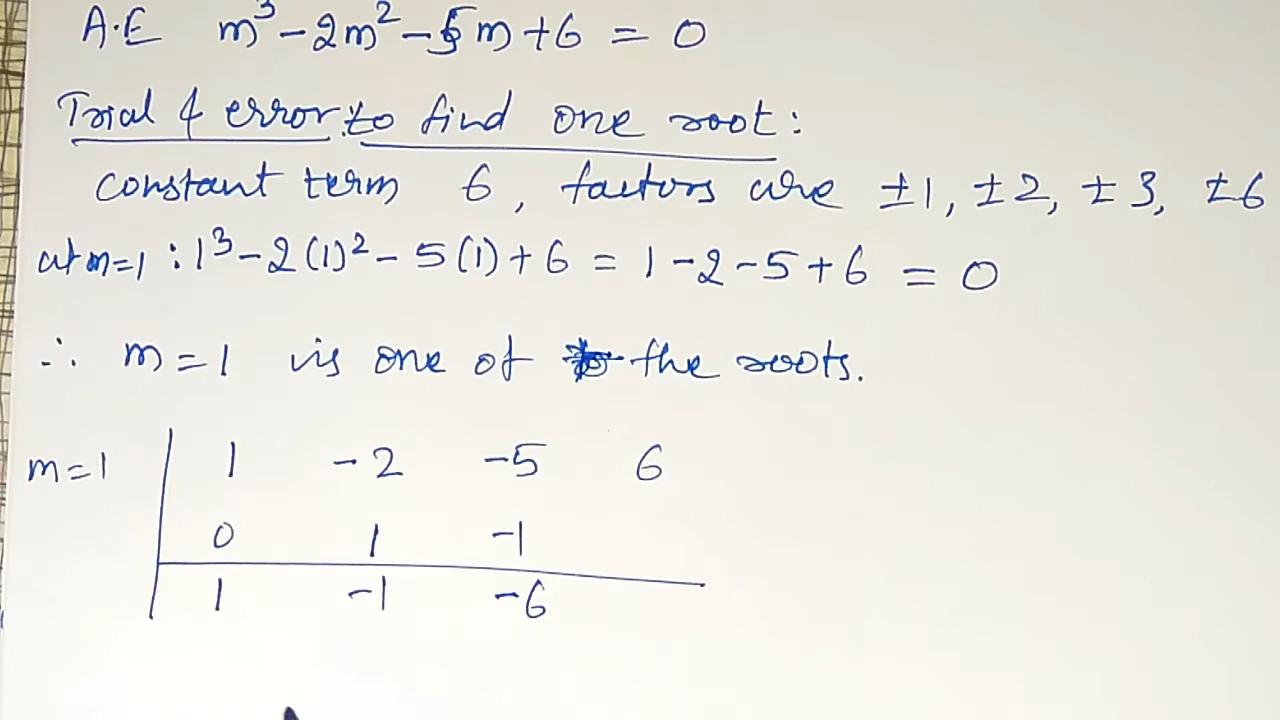 A.E m³ - 2m² - 5m + 6 = 0
Trial & error to find one root :
constant term 6, factors are ±1, ±2, ±3, ±6
at m=1 : 1³ - 2(1)² - 5(1) + 6 = 1 - 2 - 5 + 6 = 0
∴ m = 1 is one of the roots.
m=1 | 1 -2 -5 6
0 1 -1
1 -1 -6